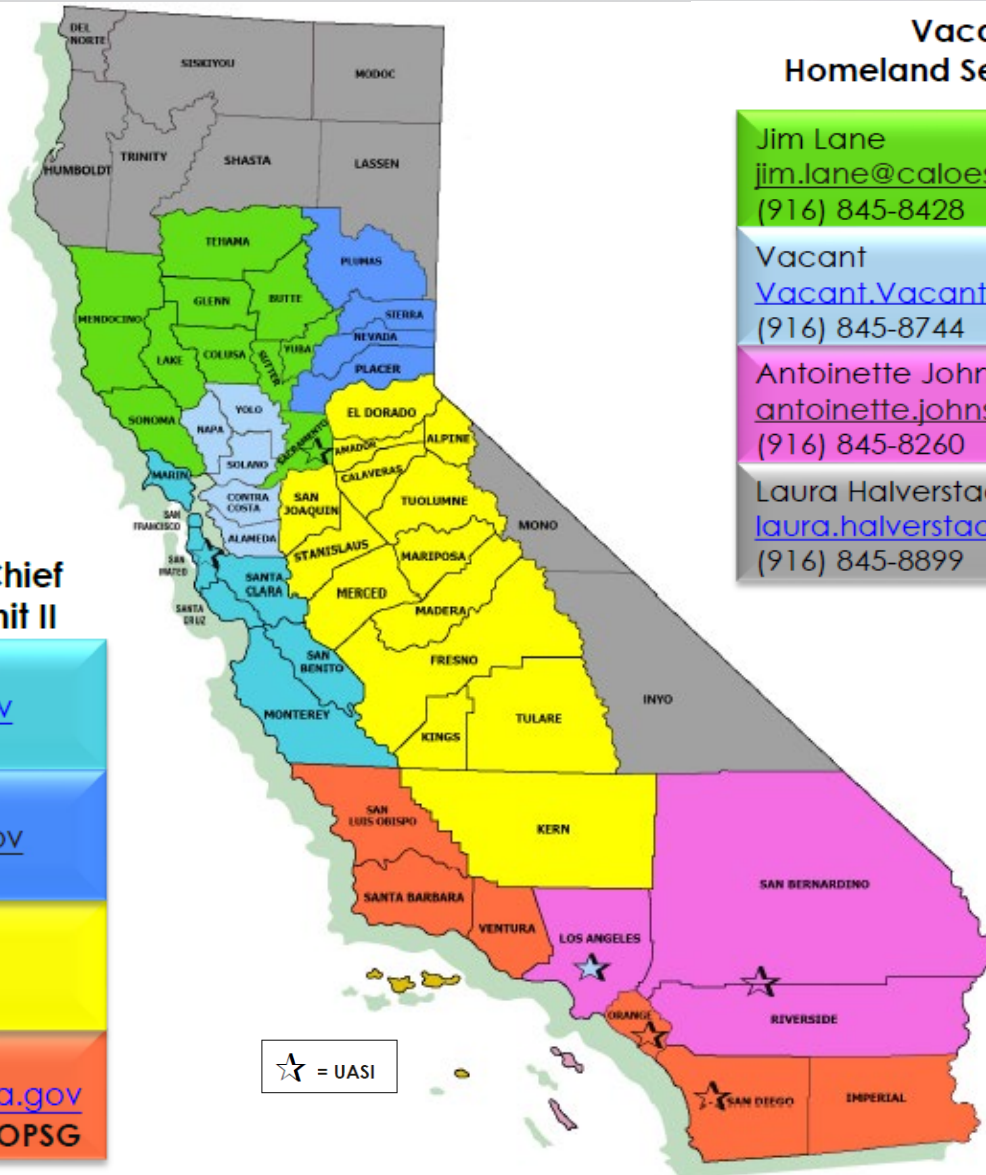 Vaca
Homeland Se
Jim Lane
jim.lane@caloes
(916) 845-8428
Vacant
Vacant.Vacant
(916) 845-8744
Antoinette John
antoinette.johns
(916) 845-8260
Laura Halversta
laura.halversta
(916) 845-8899
DEL
NORTE
SISKIYOU
MODOC
HUMBOLDT
TRINITY
SHASTA
LASSEN
TEHAMA
PLUMAS
GLENN
BUTTE
SIERRA
MENDOCINO
NEVADA
LAKE
COLUSA
SUTTER
YUBA
PLACER
SONOMA
NAPA
YOLO
SACRAMENTO
EL DORADO
AMADOR
ALPINE
SOLANO
CALAVERAS
MARIN
CONTRA
COSTA
SAN
JOAQUIN
TUOLUMNE
SAN
FRANCISCO
ALAMEDA
MONO
STANISLAUS
MARIPOSA
SAN
MATEO
SANTA
CLARA
MERCED
SANTA
CRUZ
MADERA
SAN
BENITO
FRESNO
INYO
MONTEREY
KINGS
TULARE
SAN
LUIS OBISPO
KERN
SANTA BARBARA
VENTURA
LOS ANGELES
SAN BERNARDINO
ORANGE
RIVERSIDE
SAN DIEGO
IMPERIAL
Chief
nit II
v
ov
a.gov
OPSG
= UASI